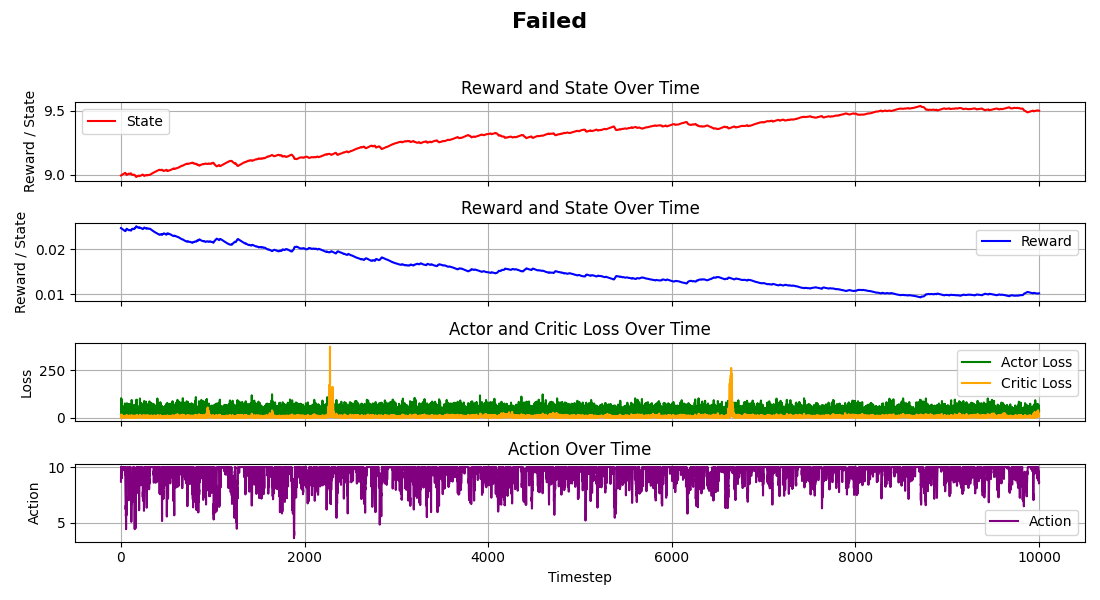 Failed
Reward and State Over Time
Reward / State
9.5
9.0
State
Reward and State Over Time
Reward / State
0.02
0.01
Reward
Actor and Critic Loss Over Time
Loss
250
0
Actor Loss
Critic Loss
Action Over Time
Action
10
5
Action
0 2000 4000 6000 8000 10000
Timestep